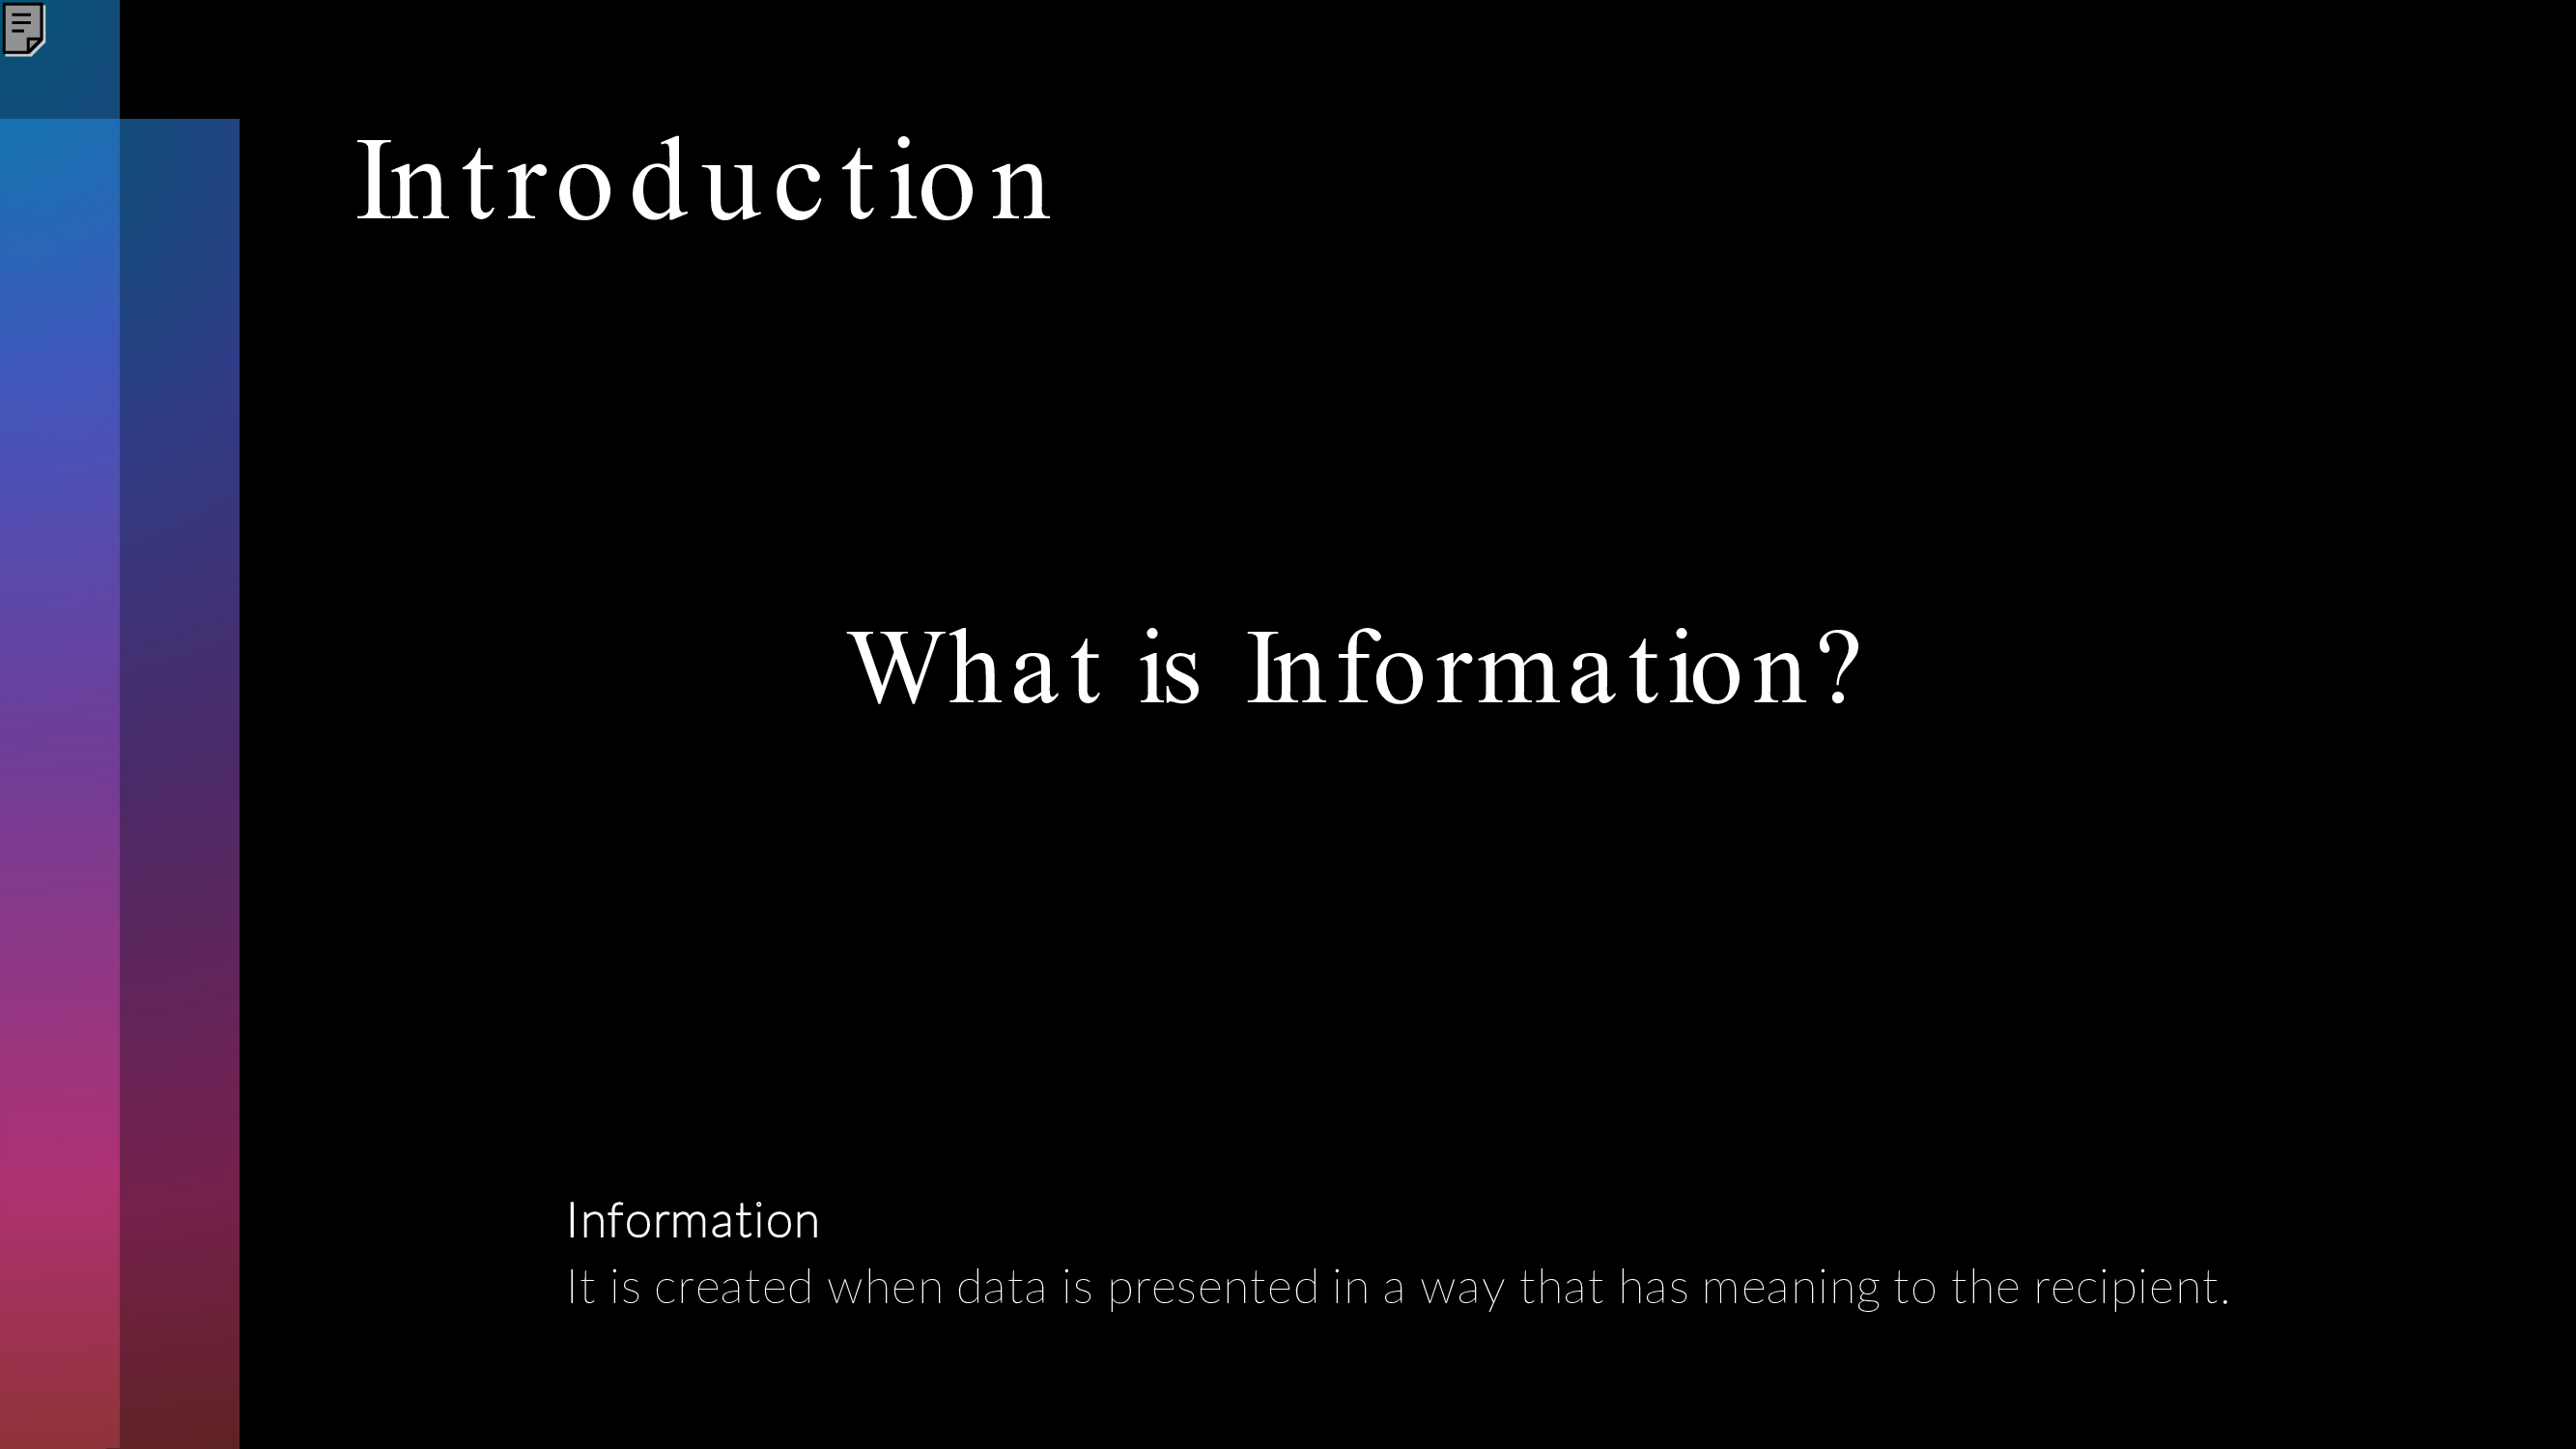 Introduction
What is Information?
Information
It is created when data is presented in a way that has meaning to the recipient.